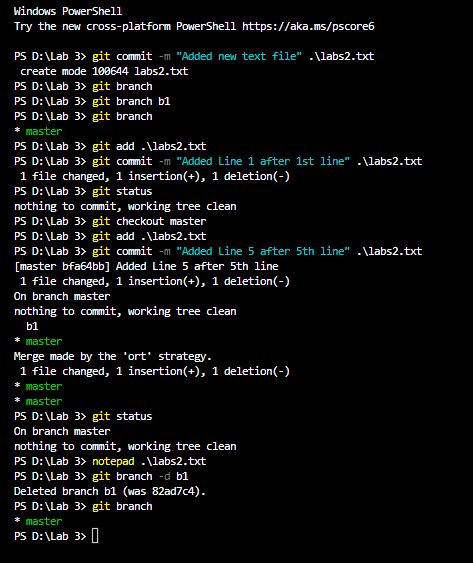 Windows PowerShell
Try the new cross-platform PowerShell https://aka.ms/pscore6
PS D:\Lab 3> git commit -m "Added new text file" .\labs2.txt
 create mode 100644 labs2.txt
PS D:\Lab 3> git branch
PS D:\Lab 3> git branch b1
PS D:\Lab 3> git branch
* master
PS D:\Lab 3> git add .\labs2.txt
PS D:\Lab 3> git commit -m "Added Line 1 after 1st line" .\labs2.txt
 1 file changed, 1 insertion(+), 1 deletion(-)
PS D:\Lab 3> git status
nothing to commit, working tree clean
PS D:\Lab 3> git checkout master
PS D:\Lab 3> git add .\labs2.txt
PS D:\Lab 3> git commit -m "Added Line 5 after 5th line" .\labs2.txt
[master bfa64bb] Added Line 5 after 5th line
 1 file changed, 1 insertion(+), 1 deletion(-)
On branch master
nothing to commit, working tree clean
  b1
* master
Merge made by the 'ort' strategy.
 1 file changed, 1 insertion(+), 1 deletion(-)
* master
* master
PS D:\Lab 3> git status
On branch master
nothing to commit, working tree clean
PS D:\Lab 3> notepad .\labs2.txt
PS D:\Lab 3> git branch -d b1
Deleted branch b1 (was 82ad7c4).
PS D:\Lab 3> git branch
* master
PS D:\Lab 3>